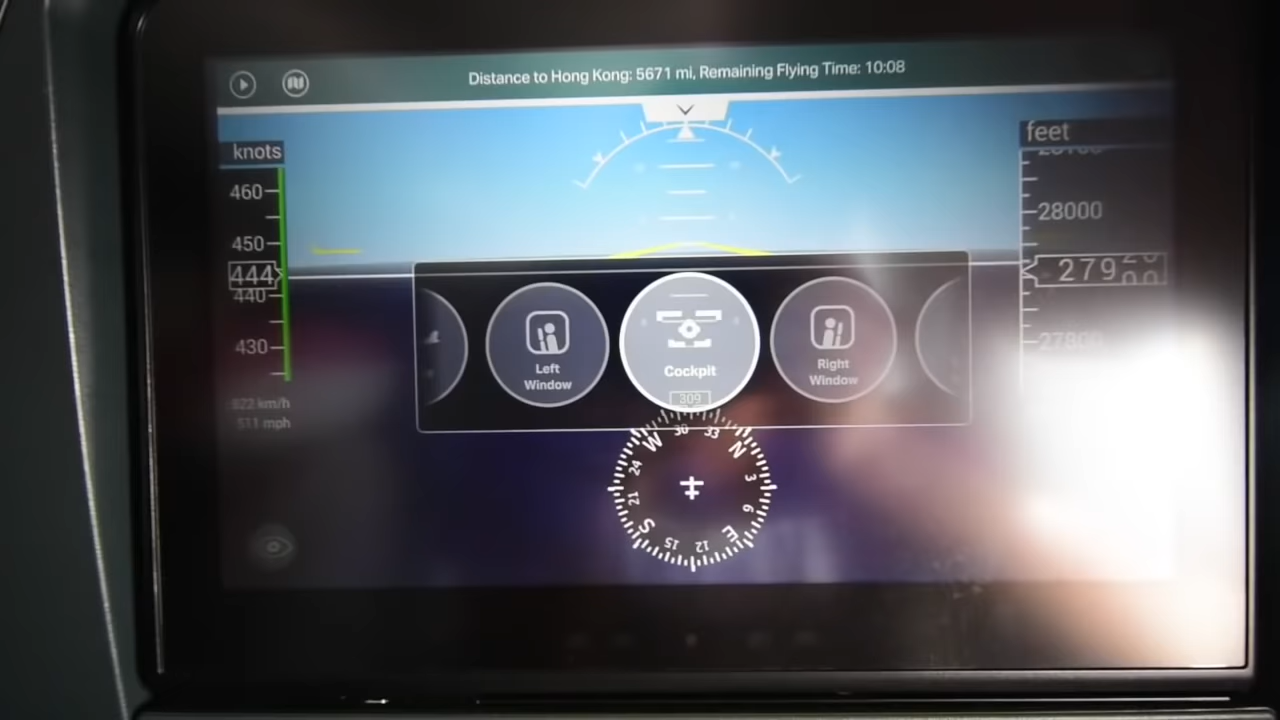 Distance to Hong Kong: 5671 mi, Remaining Flying Time: 10:08
knots
feet
460
450
444
440
430
28000
279
27800
822 km/h
511 mph
Left
Window
Cockpit
Right
Window
309
30
33
W
N
24
3
21
6
S
E
15
12